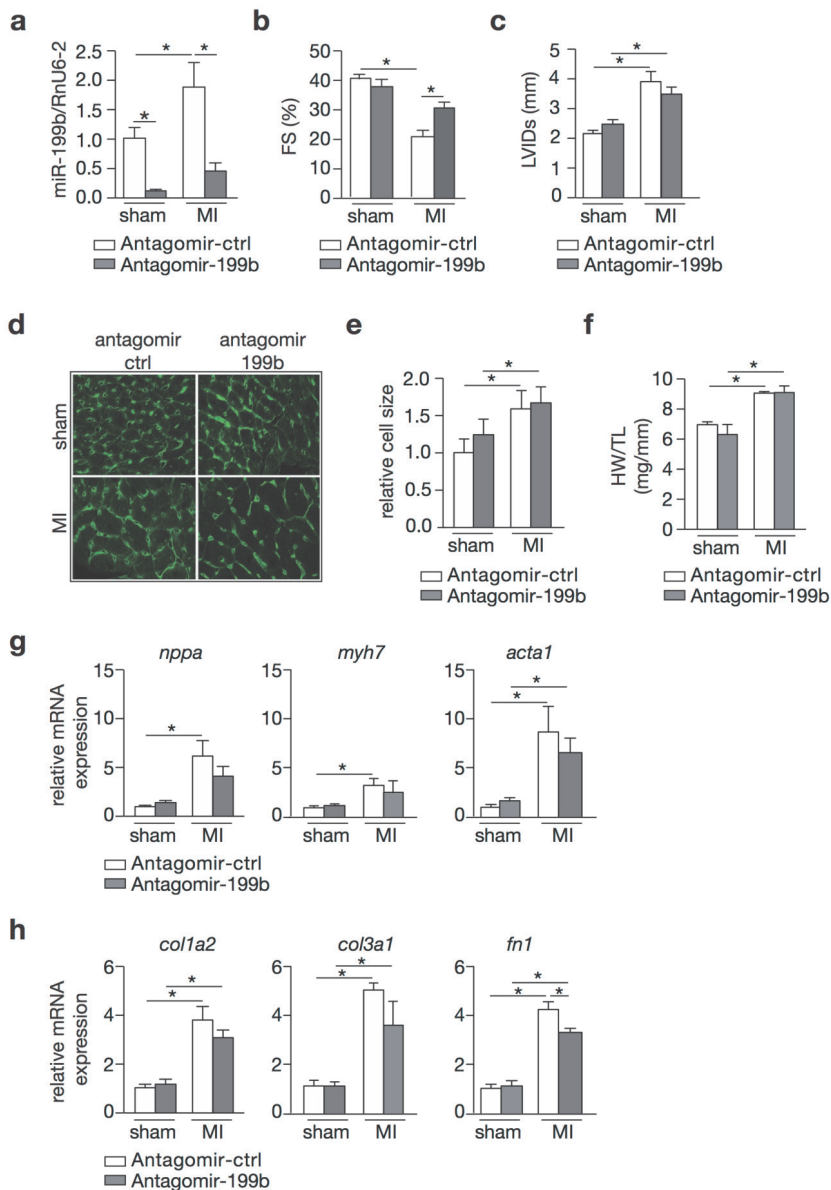 a
miR-199b/RnU6-2
2.5
2.0
1.5
1.0
0.5
0.0
*
*
*
sham MI
Antagomir-ctrl
Antagomir-199b
b
FS (%)
50
40
30
20
10
0
*
*
sham MI
Antagomir-ctrl
Antagomir-199b
c
LVIDs (mm)
5
4
3
2
1
0
*
*
sham MI
Antagomir-ctrl
Antagomir-199b
d
antagomir antagomir
ctrl 199b
sham
MI
e
relative cell size
2.0
1.5
1.0
0.0
*
*
sham MI
Antagomir-ctrl
Antagomir-199b
f
HW/TL
(mg/mm)
10
8
6
4
2
0
*
*
sham MI
Antagomir-ctrl
Antagomir-199b
g
nppa myh7 acta1
relative mRNA
expression
15
10
5
0
*
sham MI
15
10
5
0
*
sham MI
15
10
5
0
*
*
sham MI
Antagomir-ctrl
Antagomir-199b
h
col1a2 col3a1 fn1
relative mRNA
expression
6
4
2
0
*
*
sham MI
6
4
2
0
*
*
sham MI
6
4
2
0
*
*
*
sham MI
Antagomir-ctrl
Antagomir-199b